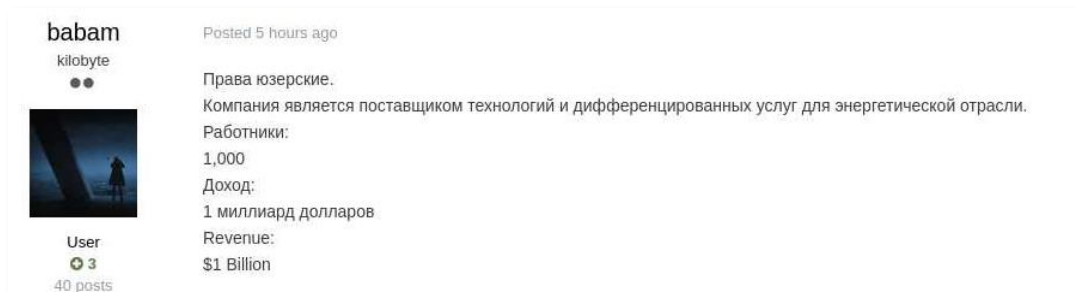 babam
kilobyte
Posted 5 hours ago
Права юзерские.
Компания является поставщиком технологий и дифференцированных услуг для энергетической отрасли.
Работники:
1,000
Доход:
1 миллиард долларов
Revenue:
$1 Billion
User
3
40 posts